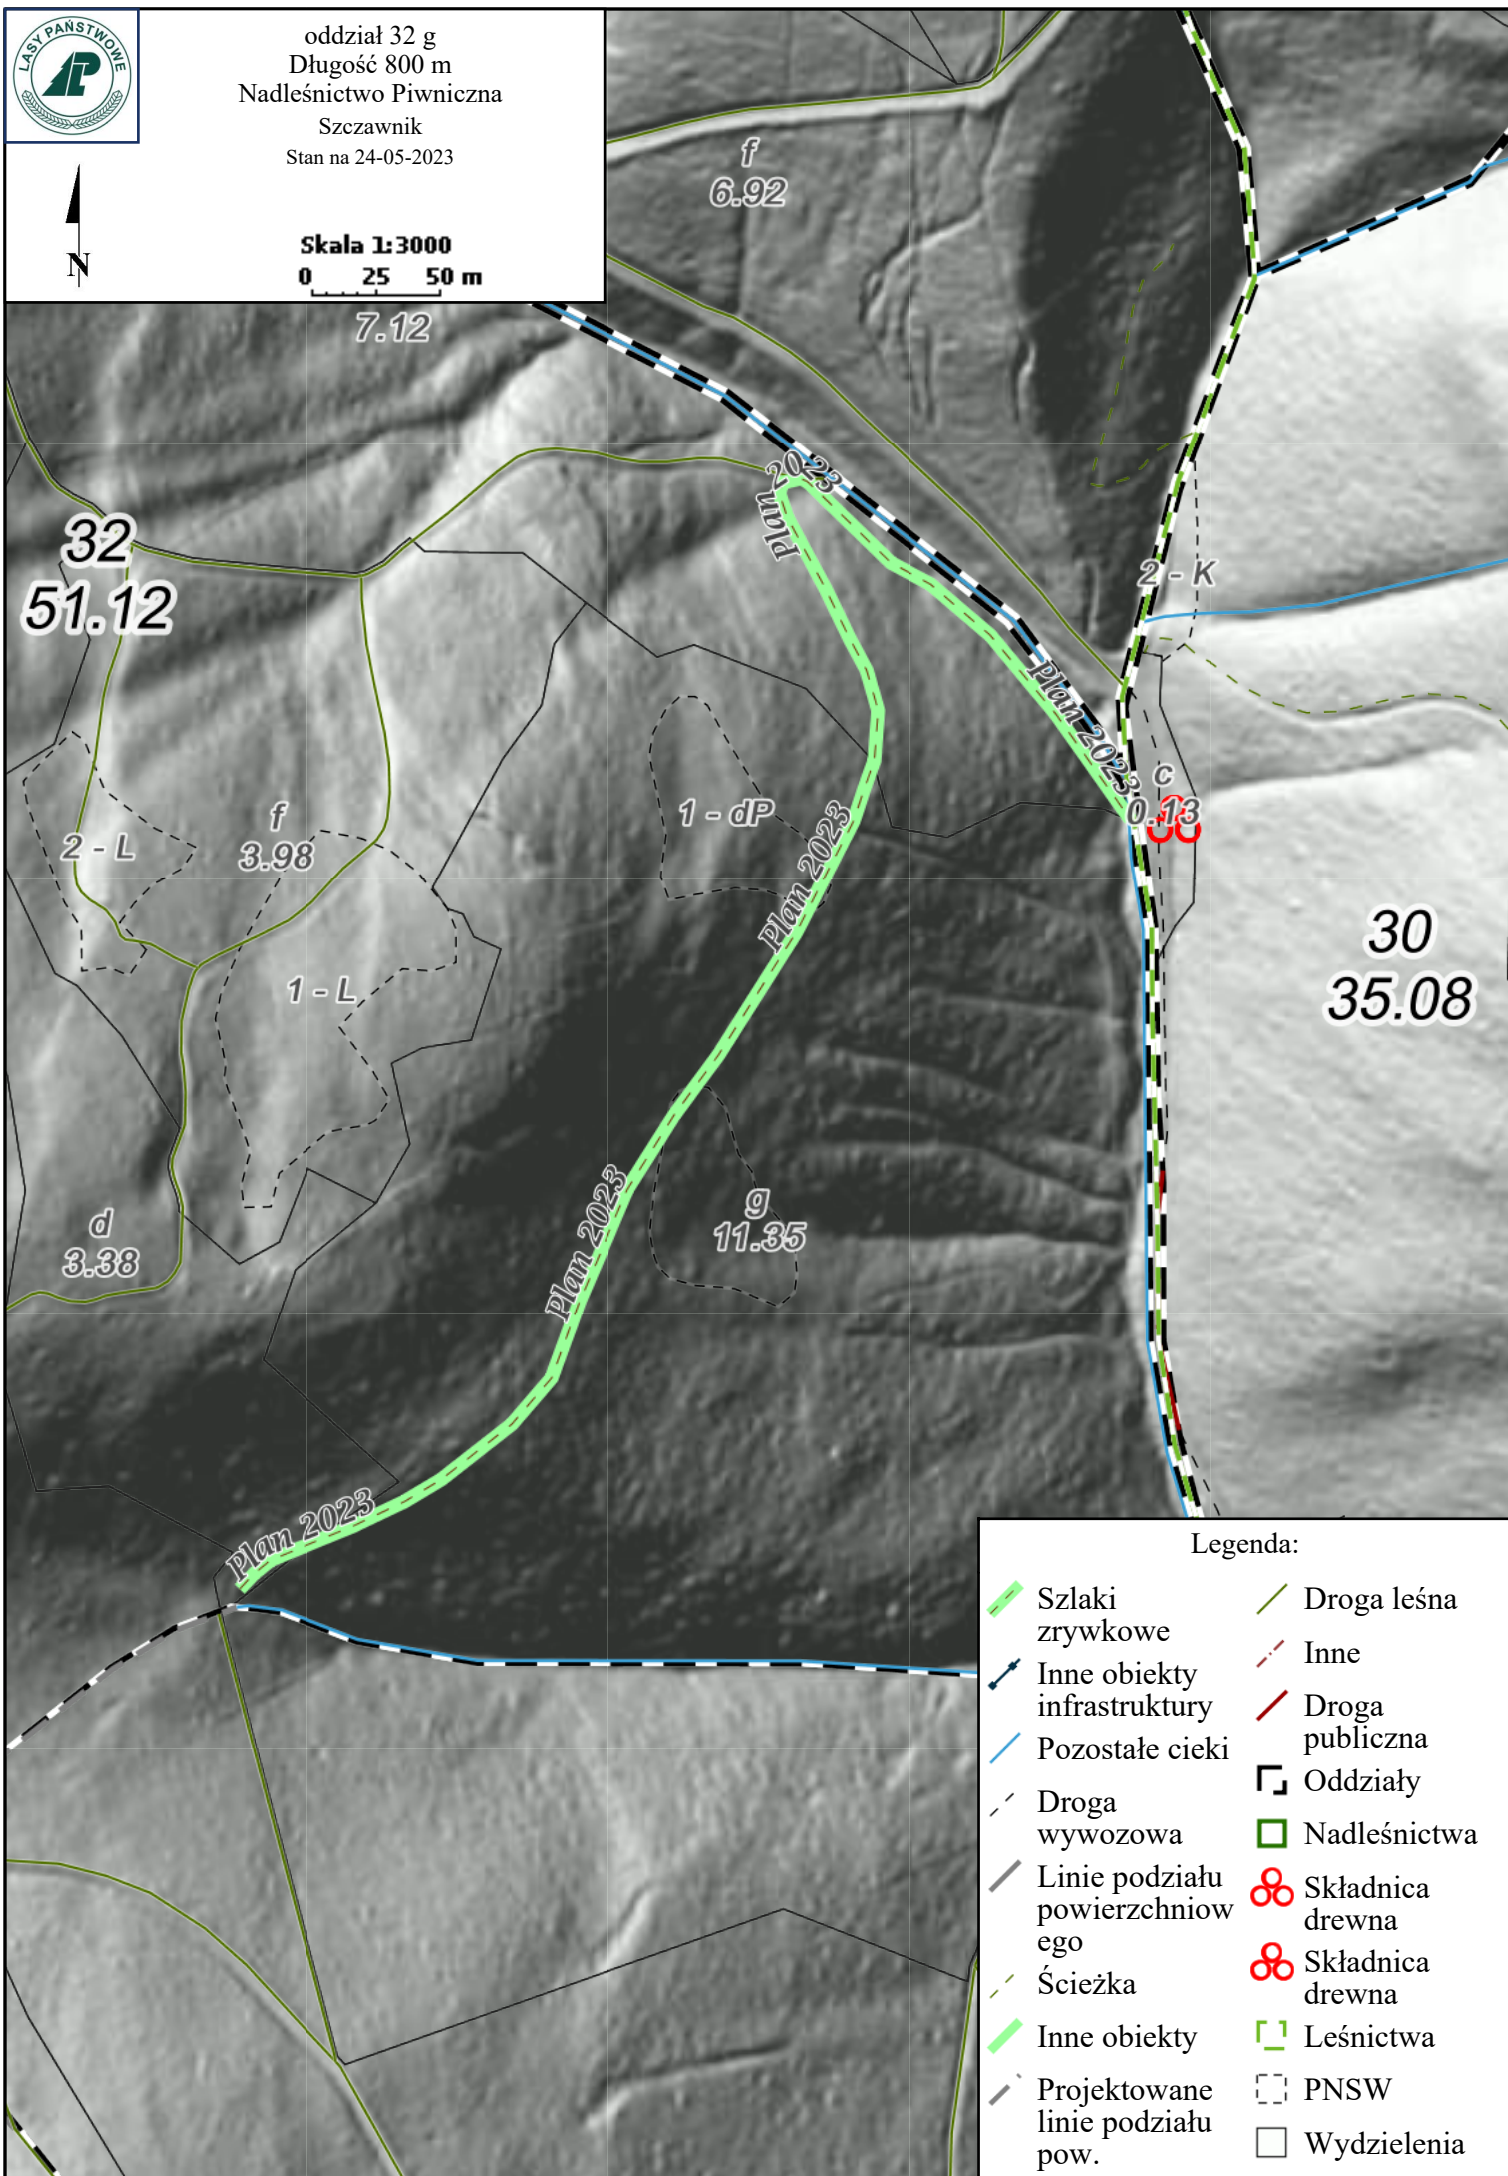 LASY PAŃSTWOWE
oddział 32 g
Długość 800 m
Nadleśnictwo Piwniczna
Szczawnik
Stan na 24-05-2023
N
Skala 1:3000
0 25 50 m
f
6.92
7.12
2023
Plan
32
51.12
2 - K
Plan 2023
c
0.13
1 - dP
f
3.98
2 - L
Plan 2023
30
35.08
1 - L
g
11.35
d
3.38
Plan 2023
Plan 2023
Legenda:
Szlaki
zrywkowe
Inne obiekty
infrastruktury
Pozostałe cieki
Droga
wywozowa
Linie podziału
powierzchniow
ego
Ścieżka
Inne obiekty
Projektowane
linie podziału
pow.
Droga leśna
Inne
Droga
publiczna
Oddziały
Nadleśnictwa
Składnica
drewna
Składnica
drewna
Leśnictwa
PNSW
Wydzielenia